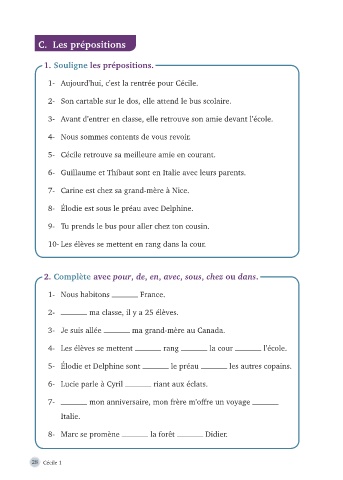 C. Les prépositions
1. Souligne les prépositions.
1- Aujourd'hui, c'est la rentrée pour Cécile.
2- Son cartable sur le dos, elle attend le bus scolaire.
3- Avant d'entrer en classe, elle retrouve son amie devant l'école.
4- Nous sommes contents de vous revoir.
5- Cécile retrouve sa meilleure amie en courant.
6- Guillaume et Thibaut sont en Italie avec leurs parents.
7- Carine est chez sa grand-mère à Nice.
8- Élodie est sous le préau avec Delphine.
9- Tu prends le bus pour aller chez ton cousin.
10- Les élèves se mettent en rang dans la cour.
2. Complète avec pour, de, en, avec, sous, chez ou dans.
1- Nous habitons ______ France.
2- ______ ma classe, il y a 25 élèves.
3- Je suis allée ______ ma grand-mère au Canada.
4- Les élèves se mettent ______ rang ______ la cour ______ l'école.
5- Élodie et Delphine sont ______ le préau ______ les autres copains.
6- Lucie parle à Cyril ______ riant aux éclats.
7- ______ mon anniversaire, mon frère m'offre un voyage ______
Italie.
8- Marc se promène ______ la forêt ______ Didier.
28 Cécile 1